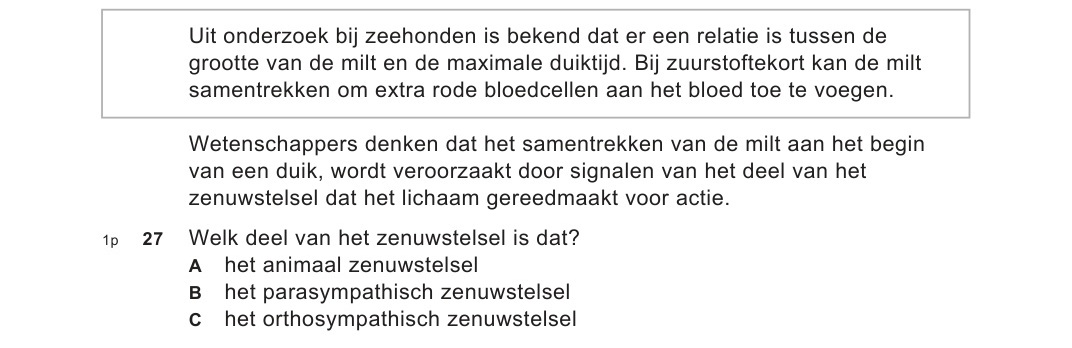 Uit onderzoek bij zeehonden is bekend dat er een relatie is tussen de
grootte van de milt en de maximale duiktijd. Bij zuurstoftekort kan de milt
samentrekken om extra rode bloedcellen aan het bloed toe te voegen.
Wetenschappers denken dat het samentrekken van de milt aan het begin
van een duik, wordt veroorzaakt door signalen van het deel van het
zenuwstelsel dat het lichaam gereedmaakt voor actie.
1p 27 Welk deel van het zenuwstelsel is dat?
A het animaal zenuwstelsel
B het parasympathisch zenuwstelsel
C het orthosympathisch zenuwstelsel